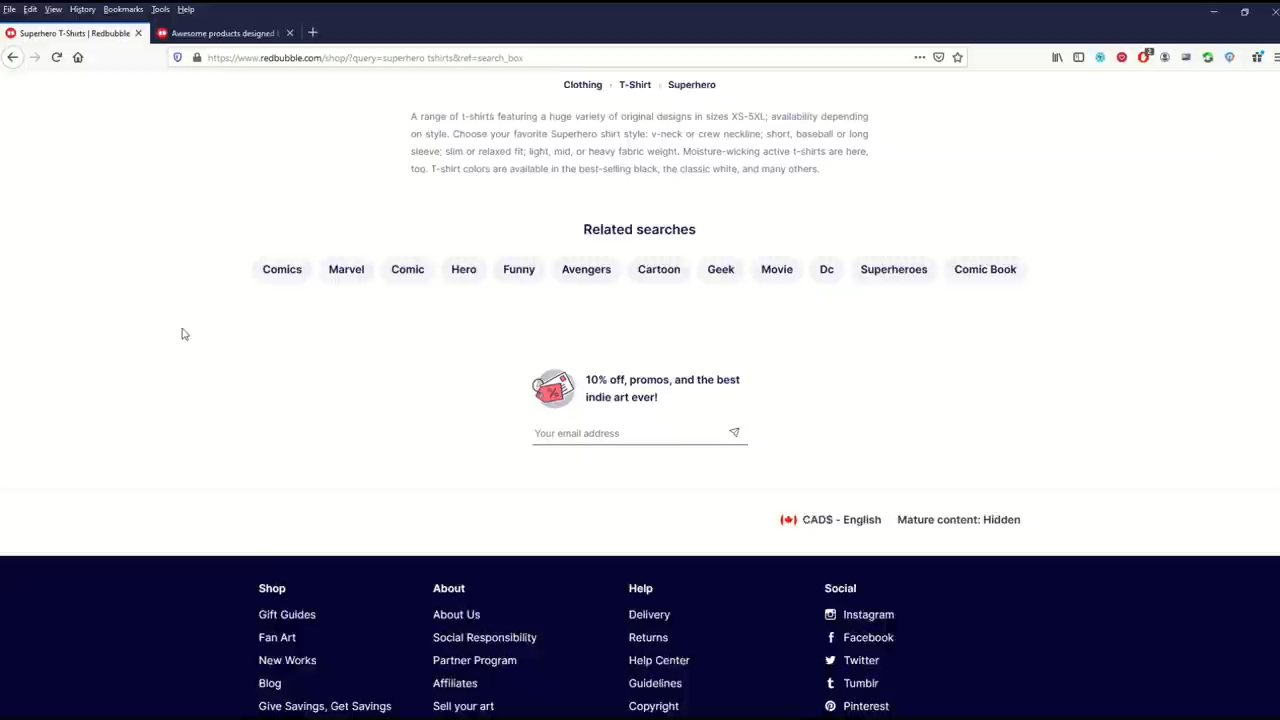 File Edit View History Bookmarks Tools Help
Superhero T-Shirts | Redbubble
Awesome products designed
https://www.redbubble.com/shop/?query=superhero tshirts&ret=search_box
2
Clothing › T-Shirt › Superhero
A range of t-shirts featuring a huge variety of original designs in sizes XS-5XL; availability depending
on style. Choose your favorite Superhero shirt style: v-neck or crew neckline; short, baseball or long
sleeve; slim or relaxed fit; light, mid, or heavy fabric weight. Moisture-wicking active t-shirts are here,
too. T-shirt colors are available in the best-selling black, the classic white, and many others.
Related searches
Comics Marvel Comic Hero Funny Avengers Cartoon Geek Movie Dc Superheroes Comic Book
10% off, promos, and the best
indie art ever!
Your email address
CAD$ - English Mature content: Hidden
Shop About Help Social
Gift Guides About Us Delivery Instagram
Fan Art Social Responsibility Returns Facebook
New Works Partner Program Help Center Twitter
Blog Affiliates Guidelines Tumblr
Give Savings, Get Savings Sell your art Copyright Pinterest